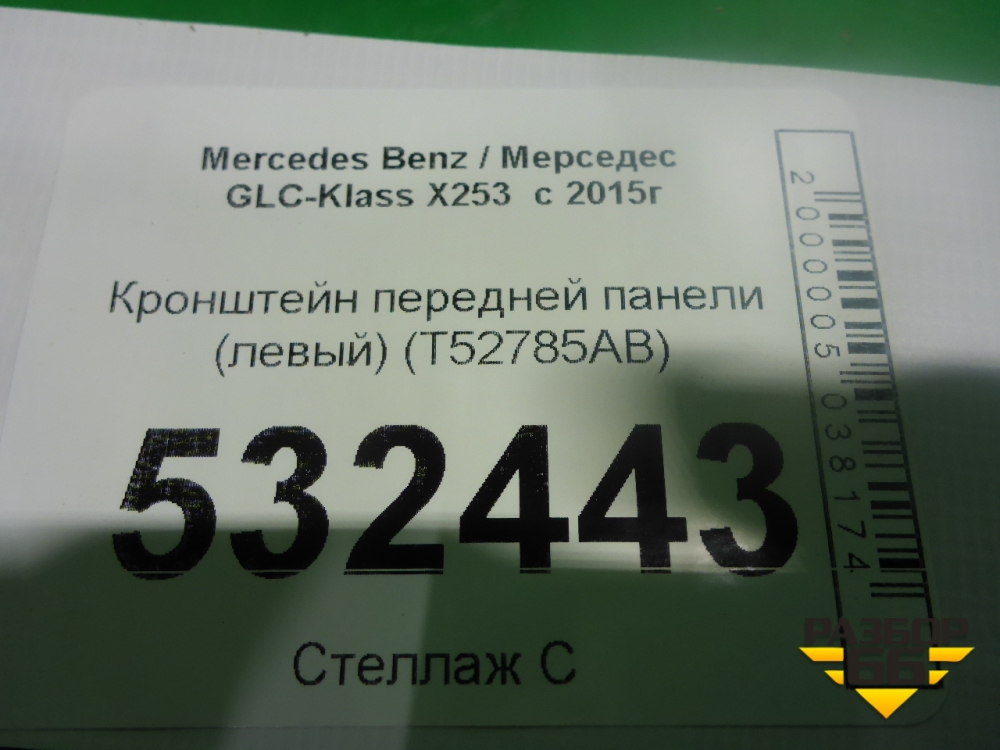 Mercedes Benz / Мерседес
GLC-Klass X253 с 2015г
Кронштейн передней панели
(левый) (T52785AB)
532443
Стеллаж С
2000005038174
РАЗБОР
66